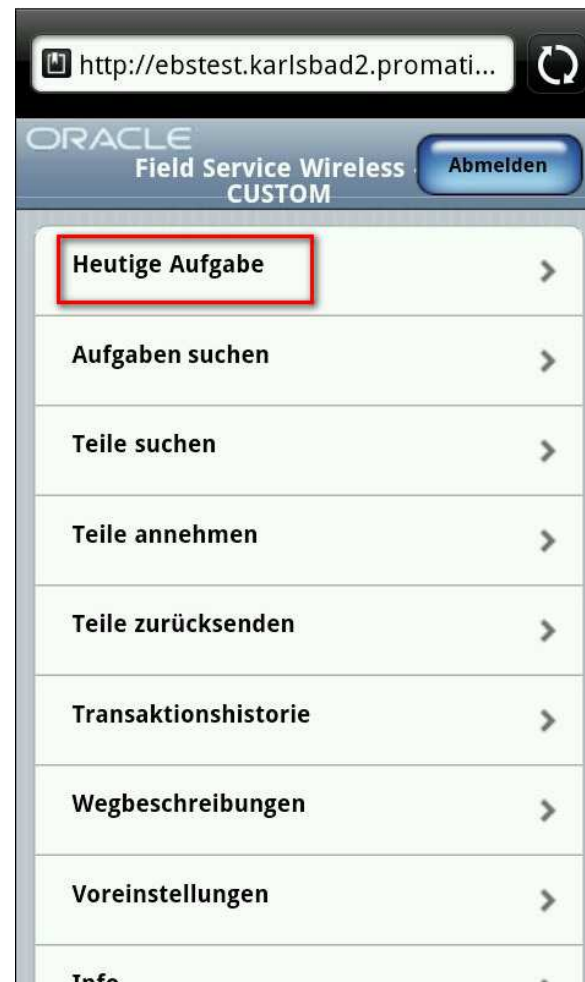 http://ebstest.karlsbad2.promati...
ORACLE
Field Service Wireless -
CUSTOM
Abmelden
Heutige Aufgabe
Aufgaben suchen
Teile suchen
Teile annehmen
Teile zurücksenden
Transaktionshistorie
Wegbeschreibungen
Voreinstellungen
Info